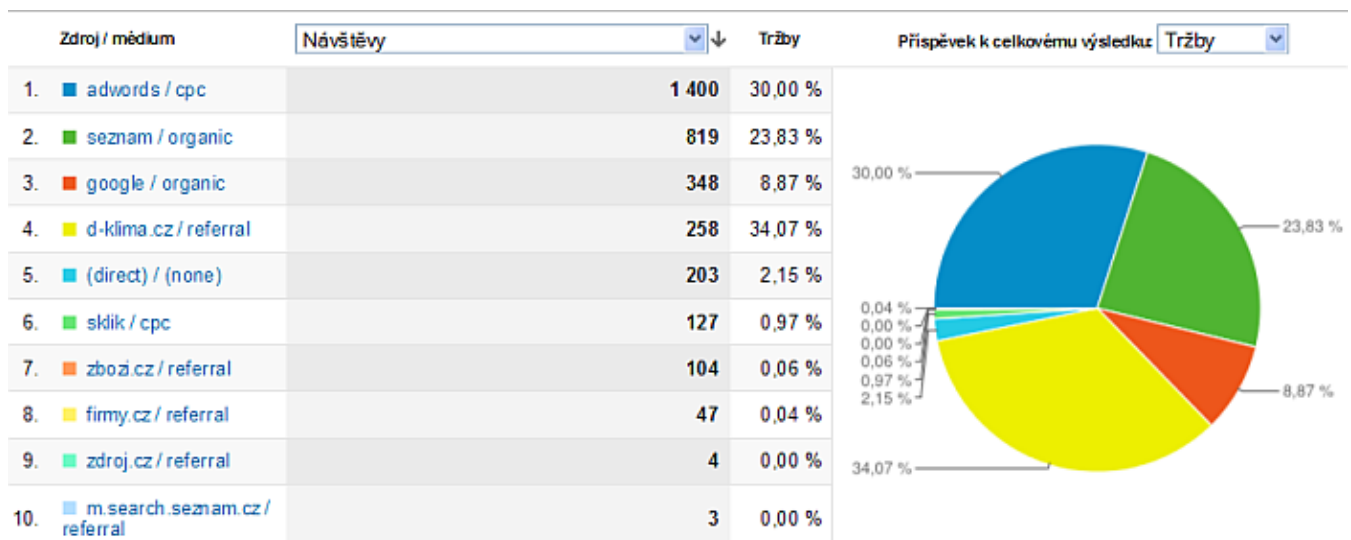 Zdroj / médium Návštěvy Tržby Příspěvek k celkovému výsledku: Tržby
1. adwords / cpc 1 400 30,00 %
2. seznam / organic 819 23,83 %
3. google / organic 348 8,87 %
4. d-klima.cz / referral 258 34,07 %
5. (direct) / (none) 203 2,15 %
6. sklik / cpc 127 0,97 %
7. zbozi.cz / referral 104 0,06 %
8. firmy.cz / referral 47 0,04 %
9. zdroj.cz / referral 4 0,00 %
10. m.search.seznam.cz / 3 0,00 %
referral
30,00 %
23,83 %
0,04 %
0,00 %
0,00 %
0,06 %
0,97 %
2,15 %
8,87 %
34,07 %